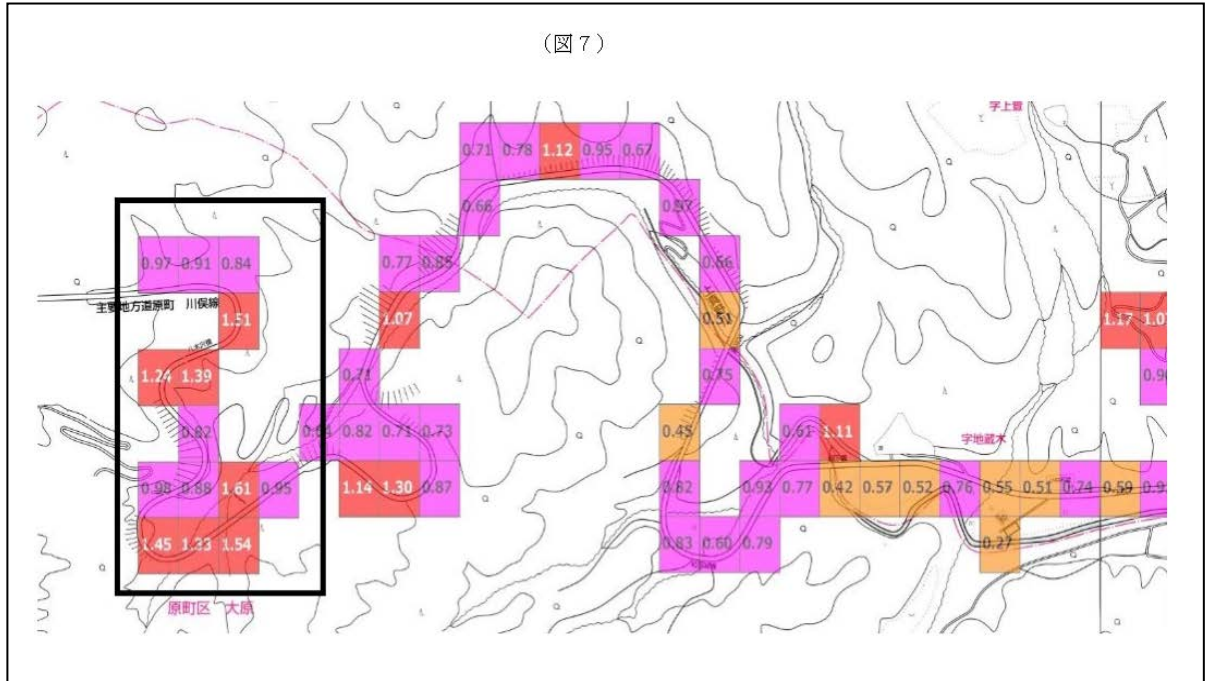 (図7)
字上豊
0.71 0.78 1.12 0.95 0.67
0.66 0.57
0.97 0.91 0.84 0.77 0.85 0.66
主要地方道原町 川俣線
1.51 1.07 0.51 1.17 1.07
1.24 1.39 0.71 0.75
0.82 0.64 0.82 0.71 0.73 0.45 0.61 1.11
字地蔵木
0.98 0.88 1.61 0.95 1.14 1.30 0.87 0.82 0.93 0.77 0.42 0.57 0.52 0.76 0.55 0.51 0.74 0.59
1.45 1.33 1.54 0.83 0.60 0.79 0.27
原町区 大原